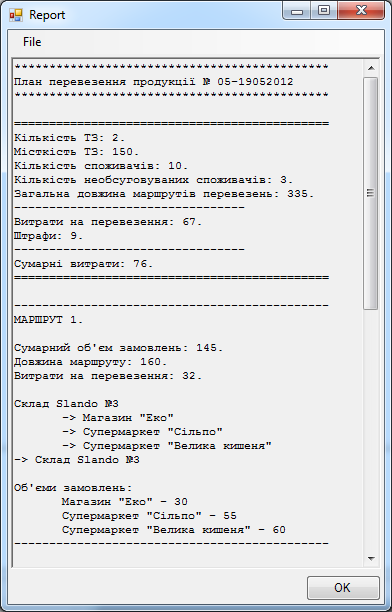 Report
File
*********************************************
План перевезення продукції № 05-19052012
*********************************************
=============================================
Кількість ТЗ: 2.
Місткість ТЗ: 150.
Кількість споживачів: 10.
Кількість необсуговуваних споживачів: 3.
Загальна довжина маршрутів перевезень: 335.
---------------------------------
Витрати на перевезення: 67.
Штрафи: 9.
---------------------------------
Сумарні витрати: 76.
=============================================
---------------------------------------------
МАРШРУТ 1.
Сумарний об'єм замовлень: 145.
Довжина маршруту: 160.
Витрати на перевезення: 32.
Склад Slando №3
-> Магазин "Еко"
-> Супермаркет "Сільпо"
-> Супермаркет "Велика кишеня"
-> Склад Slando №3
Об'єми замовлень:
Магазин "Еко" - 30
Супермаркет "Сільпо" - 55
Супермаркет "Велика кишеня" - 60
---------------------------------------------
OK